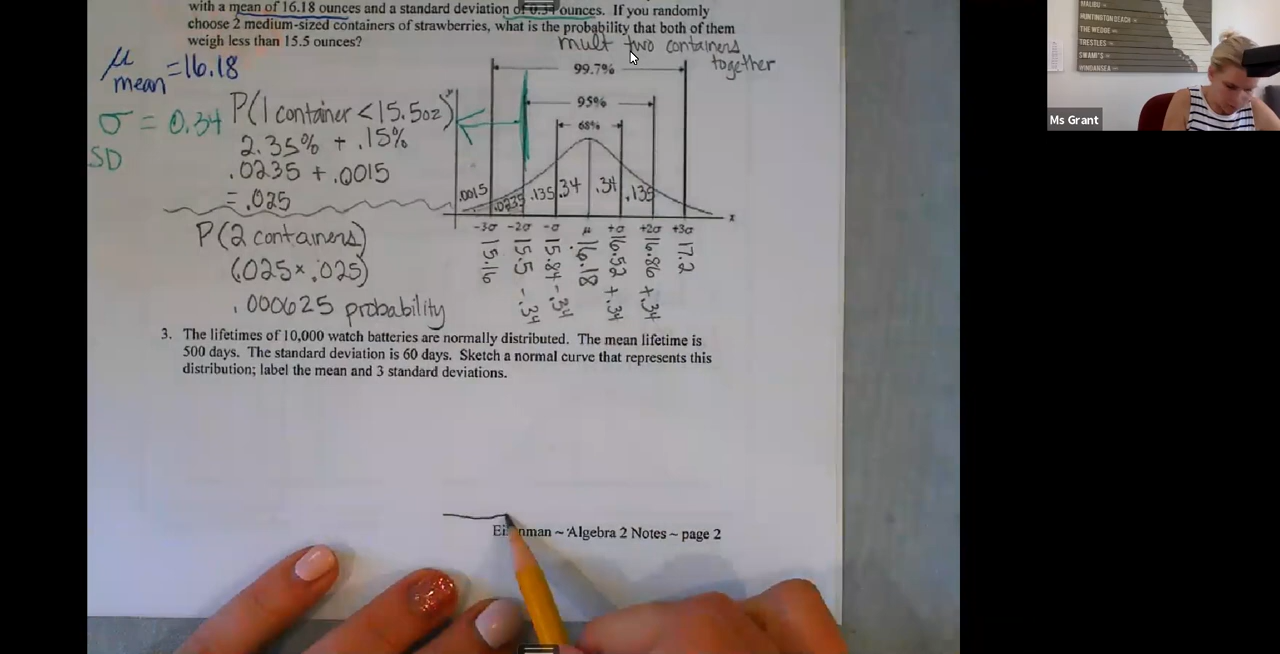 with a mean of 16.18 ounces and a standard deviation of 0.34 ounces. If you randomly
choose 2 medium-sized containers of strawberries, what is the probability that both of them
weigh less than 15.5 ounces?
mult two containers
together
μ
mean =16.18
σ = 0.34
SD
P(1 container < 15.5oz)
2.35% + .15%
.0235 + .0015
= .025
P(2 containers)
(.025 × .025)
.000625 probability
99.7%
95%
68%
.0015 .0235 .135 .34 .34 .135
x
-3σ -2σ -σ μ +σ +2σ +3σ
15.16
15.5 - .34
15.84 - .34
16.18
16.52 + .34
16.86 + .34
17.2
3. The lifetimes of 10,000 watch batteries are normally distributed. The mean lifetime is
500 days. The standard deviation is 60 days. Sketch a normal curve that represents this
distribution; label the mean and 3 standard deviations.
~ Algebra 2 Notes ~ page 2
MALIBU
HUNTINGTON BEACH
THE WEDGE
TRESTLES
SWAMI'S
WINDANSEA
Ms Grant